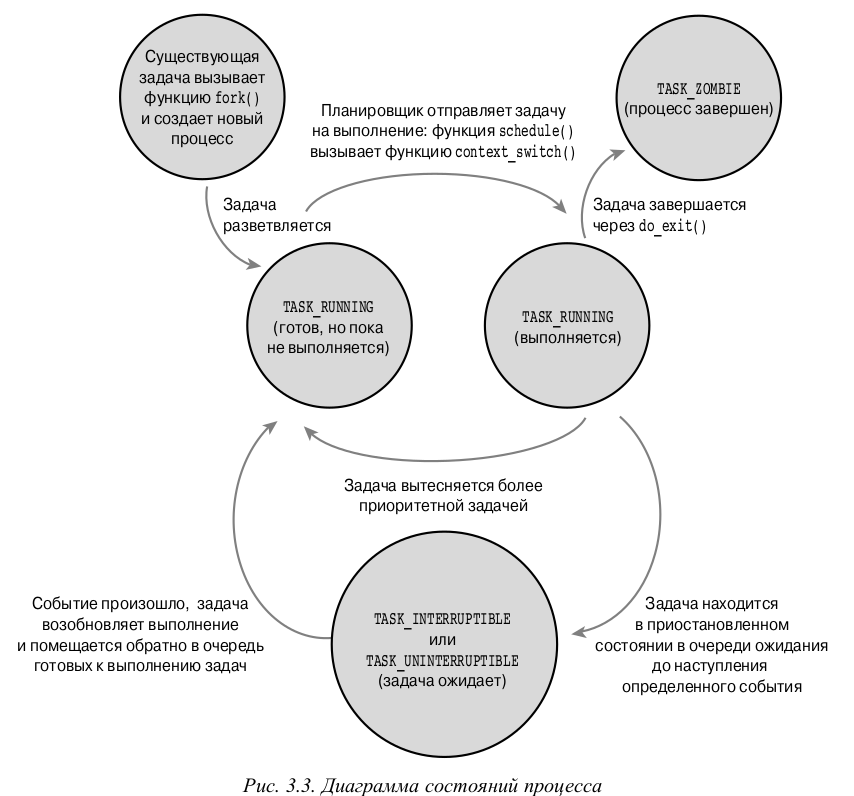 Существующая
задача вызывает
функцию fork()
и создает новый
процесс
TASK_ZOMBIE
(процесс завершен)
Планировщик отправляет задачу
на выполнение: функция schedule()
вызывает функцию context_switch()
Задача
разветвляется
Задача завершается
через do_exit()
TASK_RUNNING
(готов, но пока
не выполняется)
TASK_RUNNING
(выполняется)
Задача вытесняется более
приоритетной задачей
Событие произошло, задача
возобновляет выполнение
и помещается обратно в очередь
готовых к выполнению задач
TASK_INTERRUPTIBLE
или
TASK_UNINTERRUPTIBLE
(задача ожидает)
Задача находится
в приостановленном
состоянии в очереди ожидания
до наступления
определенного события
Рис. 3.3. Диаграмма состояний процесса